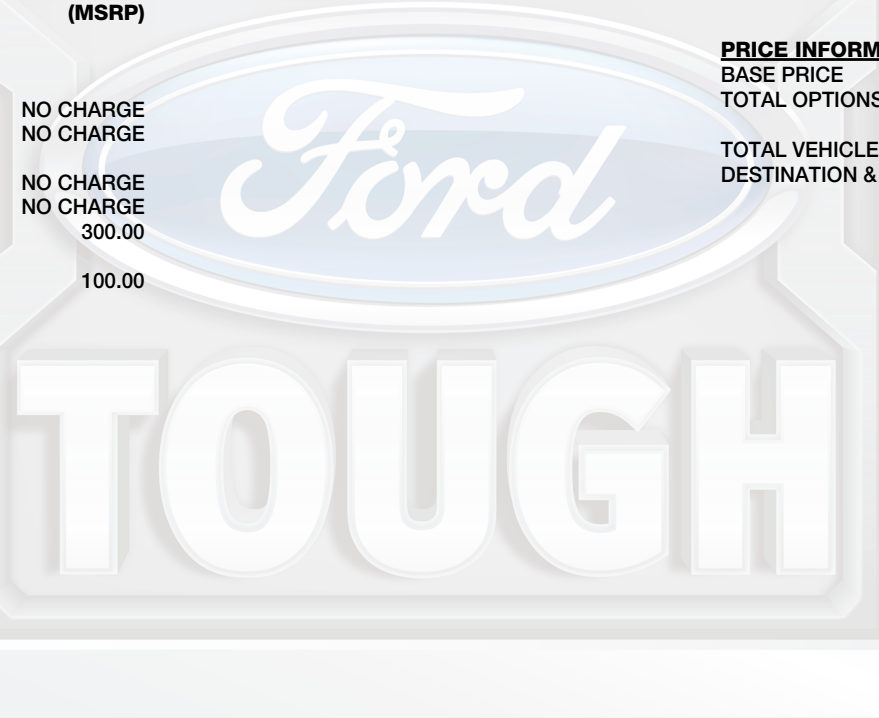 (MSRP)
NO CHARGE
NO CHARGE
NO CHARGE
NO CHARGE
300.00
100.00
PRICE INFORM
BASE PRICE
TOTAL OPTIONS
TOTAL VEHICLE
DESTINATION &
Ford
TOUGH